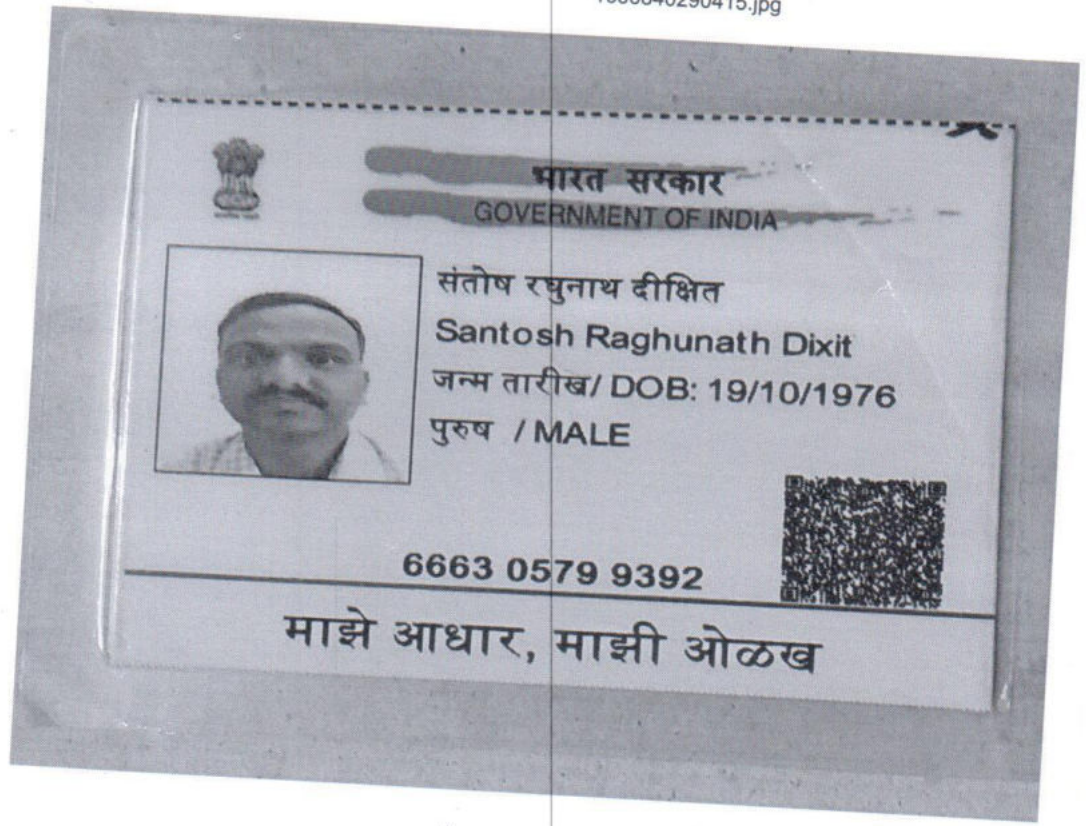 भारत सरकार
GOVERNMENT OF INDIA
संतोष रघुनाथ दीक्षित
Santosh Raghunath Dixit
जन्म तारीख/ DOB: 19/10/1976
पुरुष / MALE
6663 0579 9392
माझे आधार, माझी ओळख